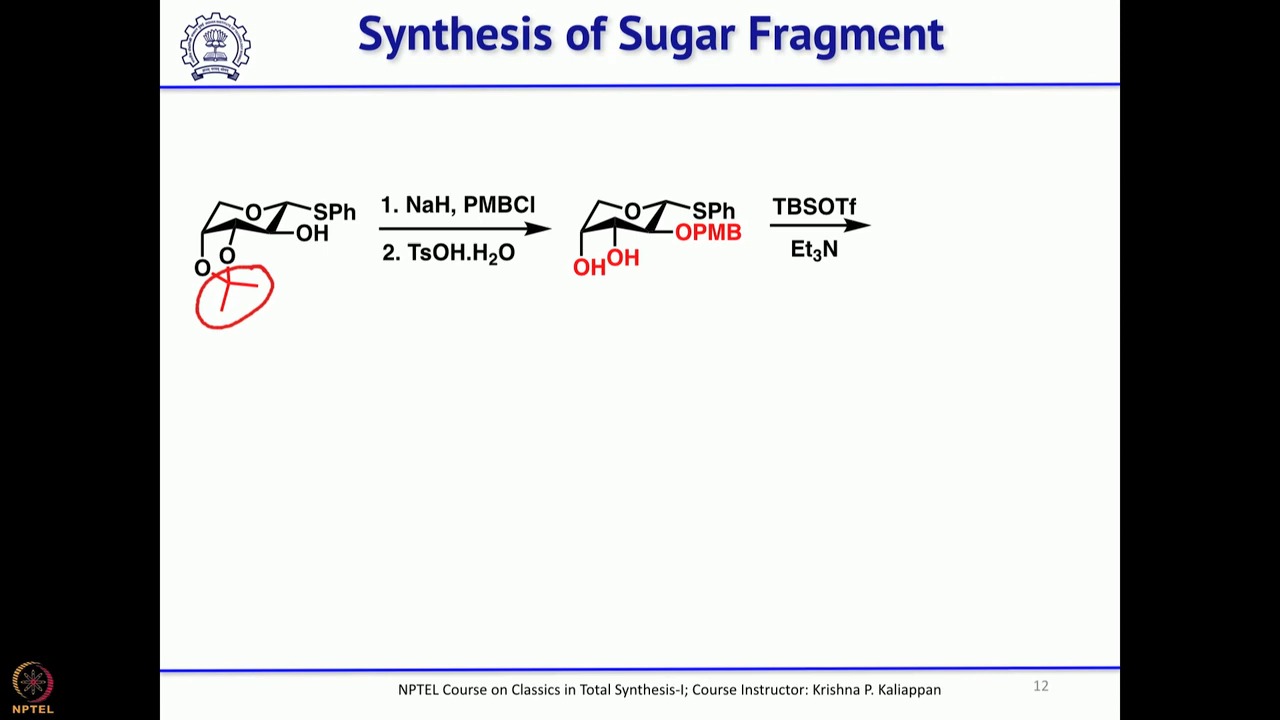 Synthesis of Sugar Fragment
O SPh
OH
O O
1. NaH, PMBCl
2. TsOH.H2O
O SPh
OPMB
OH OH
TBSOTf
Et3N
NPTEL Course on Classics in Total Synthesis-I; Course Instructor: Krishna P. Kaliappan
12
NPTEL